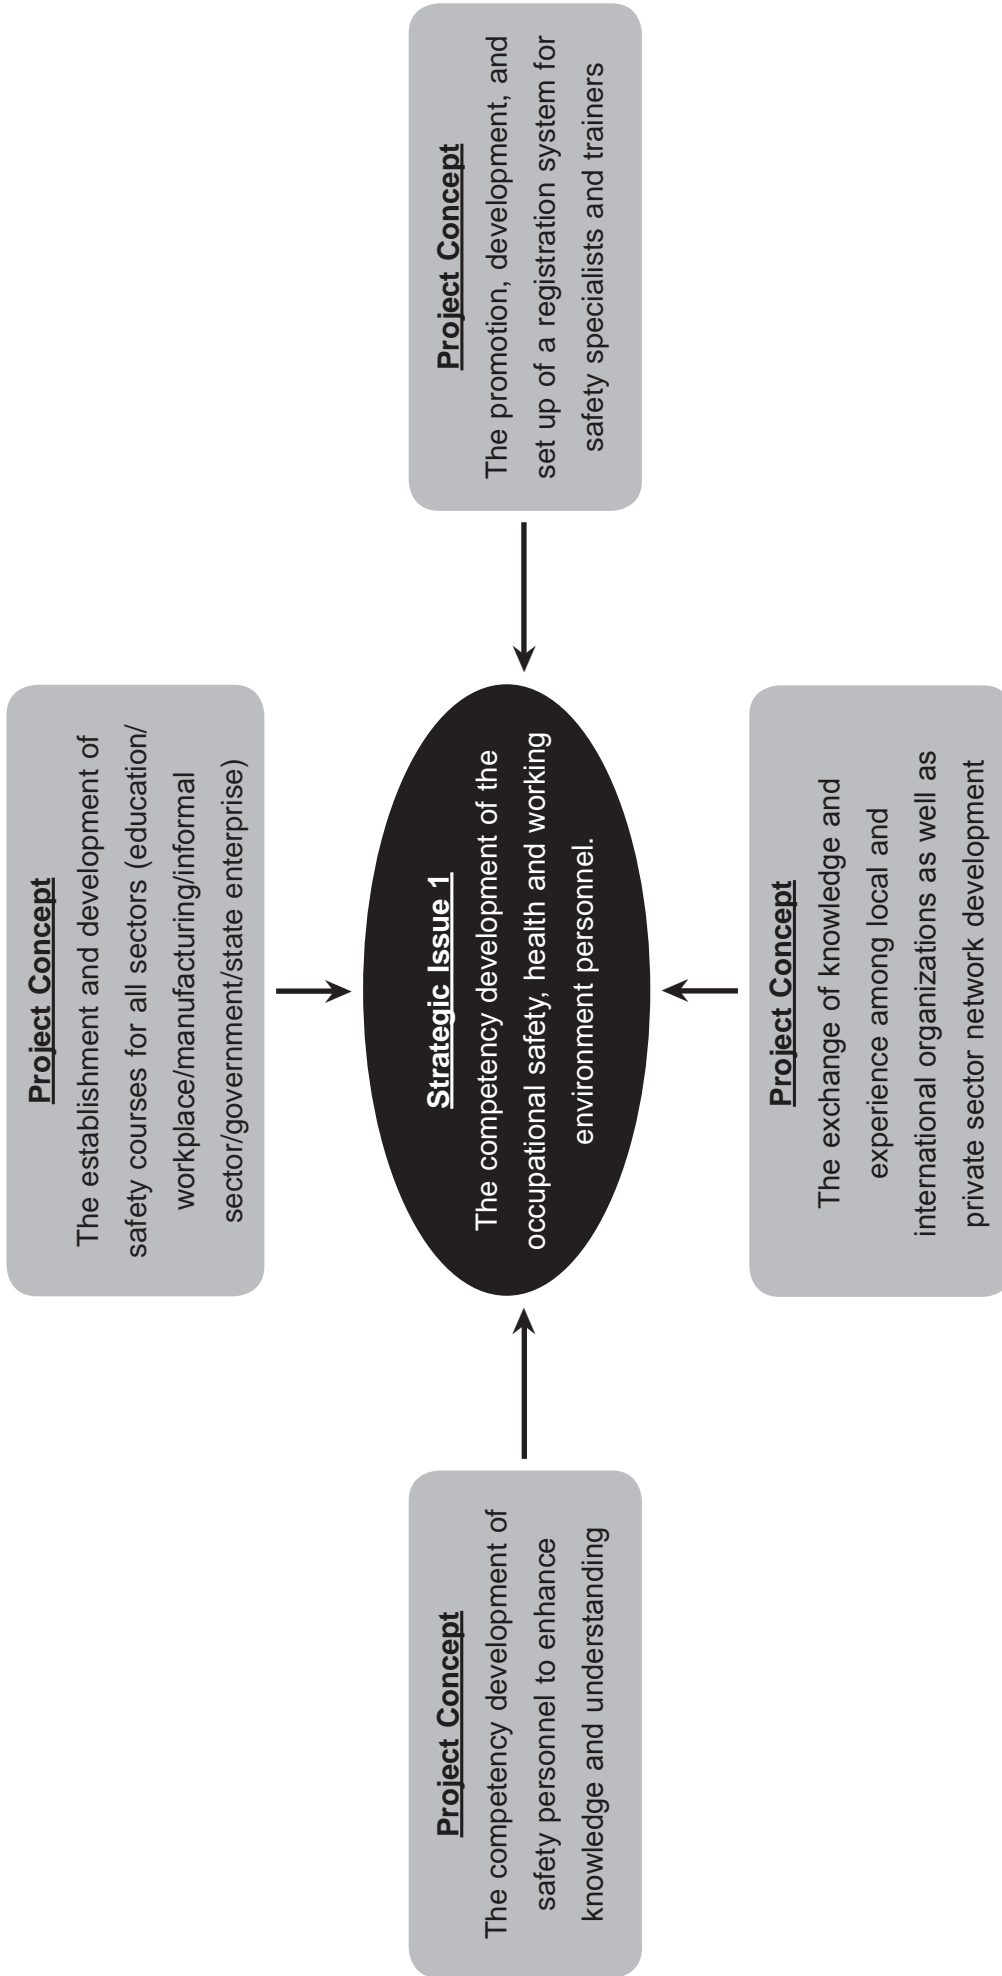 Project Concept
The establishment and development of
safety courses for all sectors (education/
workplace/manufacturing/informal
sector/government/state enterprise)
Project Concept
The competency development of
safety personnel to enhance
knowledge and understanding
Strategic Issue 1
The competency development of the
occupational safety, health and working
environment personnel.
Project Concept
The promotion, development, and
set up of a registration system for
safety specialists and trainers
Project Concept
The exchange of knowledge and
experience among local and
international organizations as well as
private sector network development